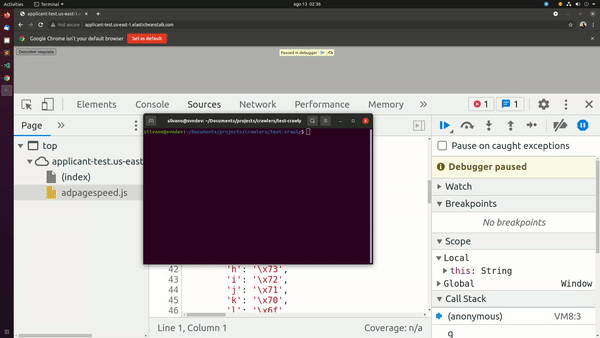 Activities
Terminal
ago 13 02:36
applicant-test.us-east-1.e
Not secure
applicant-test.us-east-1.elasticbeanstalk.com
Google Chrome isn't your default browser
Set as default
Descobrir resposta
Paused in debugger
Elements
Console
Sources
Network
Performance
Memory
1
1
Page
top
applicant-test.us-east
(index)
adpagespeed.js
silvano@svndev: ~/Documents/projects/crawlers/test-crawly
silvano@svndev:~/Documents/projects/crawlers/test-crawly$
42 'h': '\x73',
43 'i': '\x72',
44 'j': '\x71',
45 'k': '\x70',
46 'l': '\x6f'
Line 1, Column 1
Coverage: n/a
Pause on caught exceptions
Debugger paused
Watch
Breakpoints
No breakpoints
Scope
Local
this: String
Global
Window
Call Stack
(anonymous)
VM8:3
q